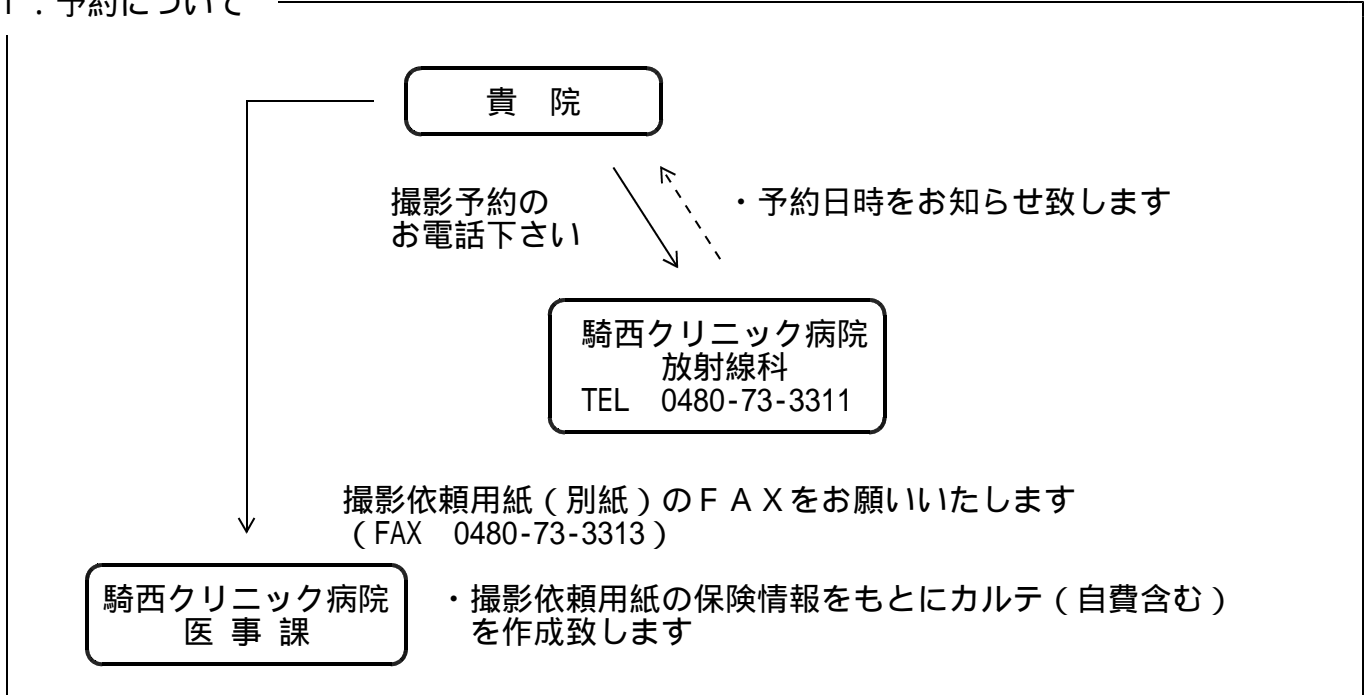 1．予約について
貴　院
撮影予約の
お電話下さい
・予約日時をお知らせ致します
騎西クリニック病院
放射線科
TEL　0480-73-3311
撮影依頼用紙（別紙）のＦＡＸをお願いいたします
（FAX　0480-73-3313）
騎西クリニック病院
医 事 課
・撮影依頼用紙の保険情報をもとにカルテ（自費含む）
を作成致します